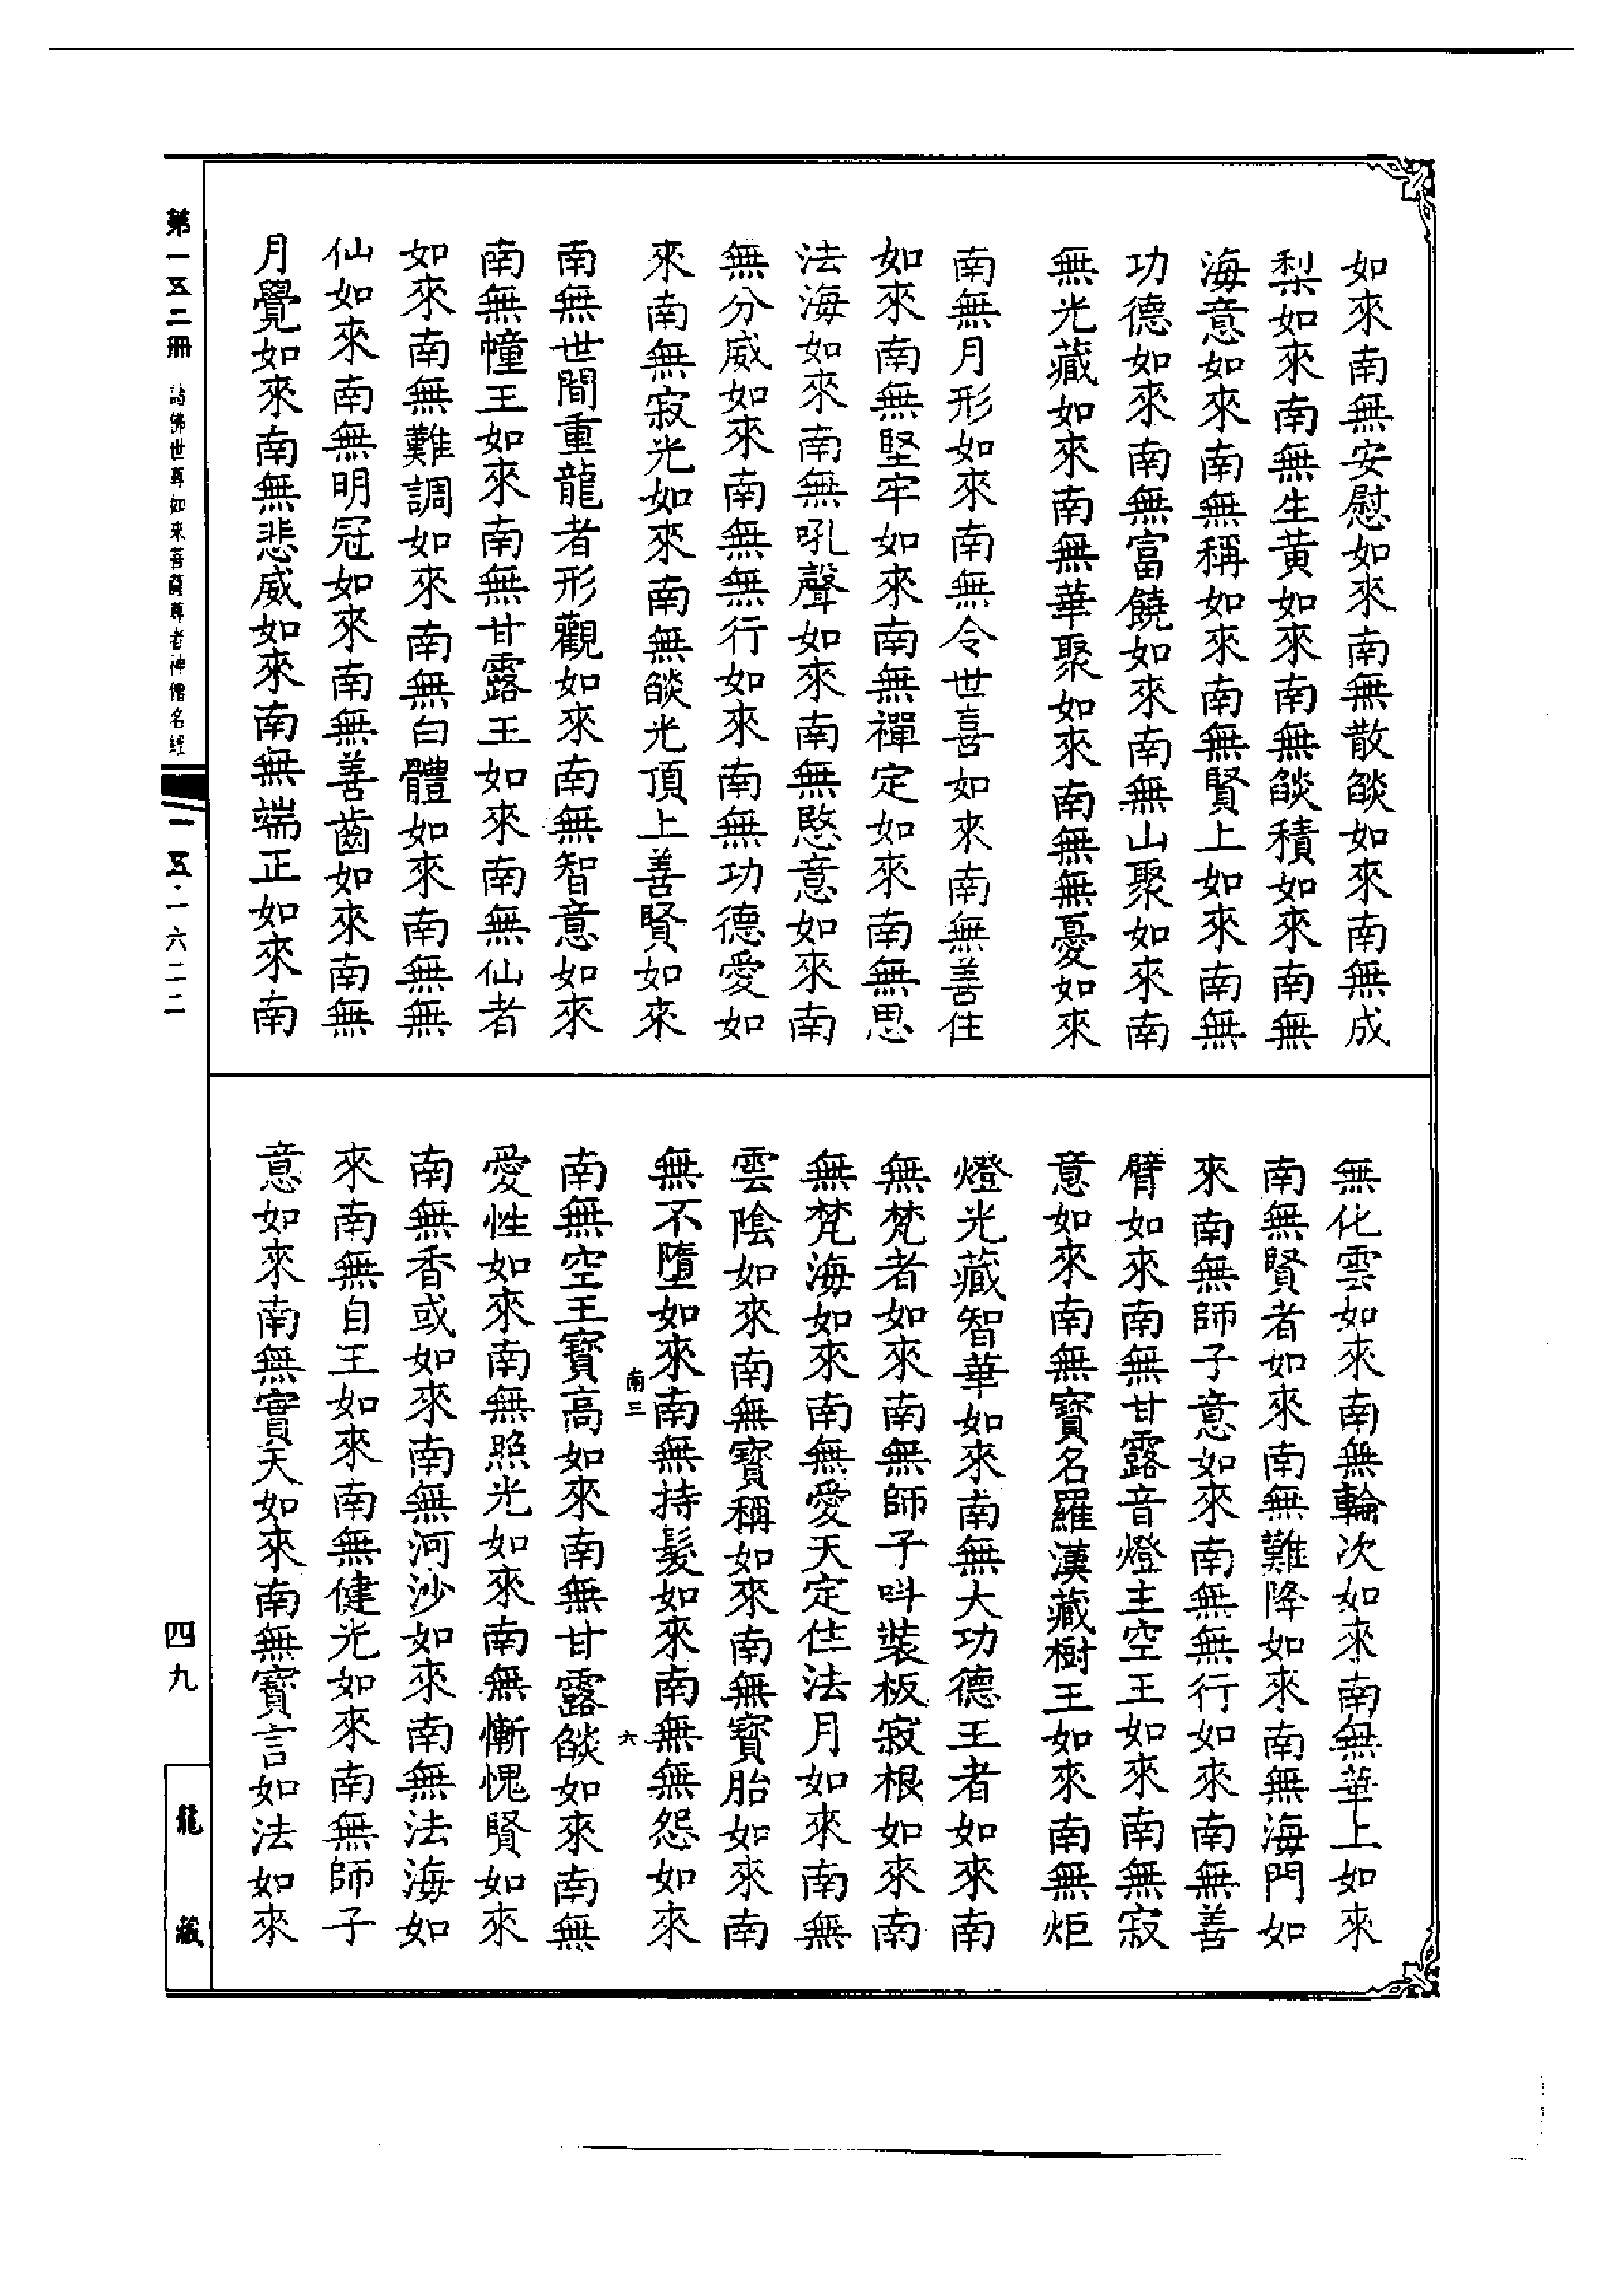 如來南無安慰如來南無散燄如來南無成
梨如來南無生黃如來南無燄積如來南無
海意如來南無稱如來南無賢上如來南無
功德如來南無富饒如來南無山聚如來南
無光藏如來南無華聚如來南無無憂如來
南無月形如來南無令世喜如來南無善住
如來南無堅牢如來南無禪定如來南無思
法海如來南無吼聲如來南無愍意如來南
無分威如來南無無行如來南無功德愛如
來南無寂光如來南無燄光頂上善賢如來
南無世間重龍者形觀如來南無智意如來
南無幢王如來南無甘露王如來南無仙者
如來南無難調如來南無白體如來南無無
仙如來南無明冠如來南無善齒如來南無
月覺如來南無悲威如來南無端正如來南
無化雲如來南無輪次如來南無華上如來
南無賢者如來南無難降如來南無海門如
來南無師子意如來南無無行如來南無善
臂如來南無甘露音燈主空王如來南無寂
意如來南無寶名羅漢藏樹王如來南無炬
燈光藏智華如來南無大功德王者如來南
無梵者如來南無師子叫裝板寂根如來南
無梵海如來南無愛天定住法月如來南無
雲陰如來南無寶稱如來南無寶胎如來南
無不墮如來南無持髮如來南無無怨如來
南三 六
南無空王寶高如來南無甘露燄如來南無
愛性如來南無照光如來南無慚愧賢如來
南無香或如來南無河沙如來南無法海如
來南無自王如來南無健光如來南無師子
意如來南無實天如來南無寶言如法如來
第一五二冊 諸佛世尊如來菩薩尊者神僧名經
一五·一六二二
四九
龍藏